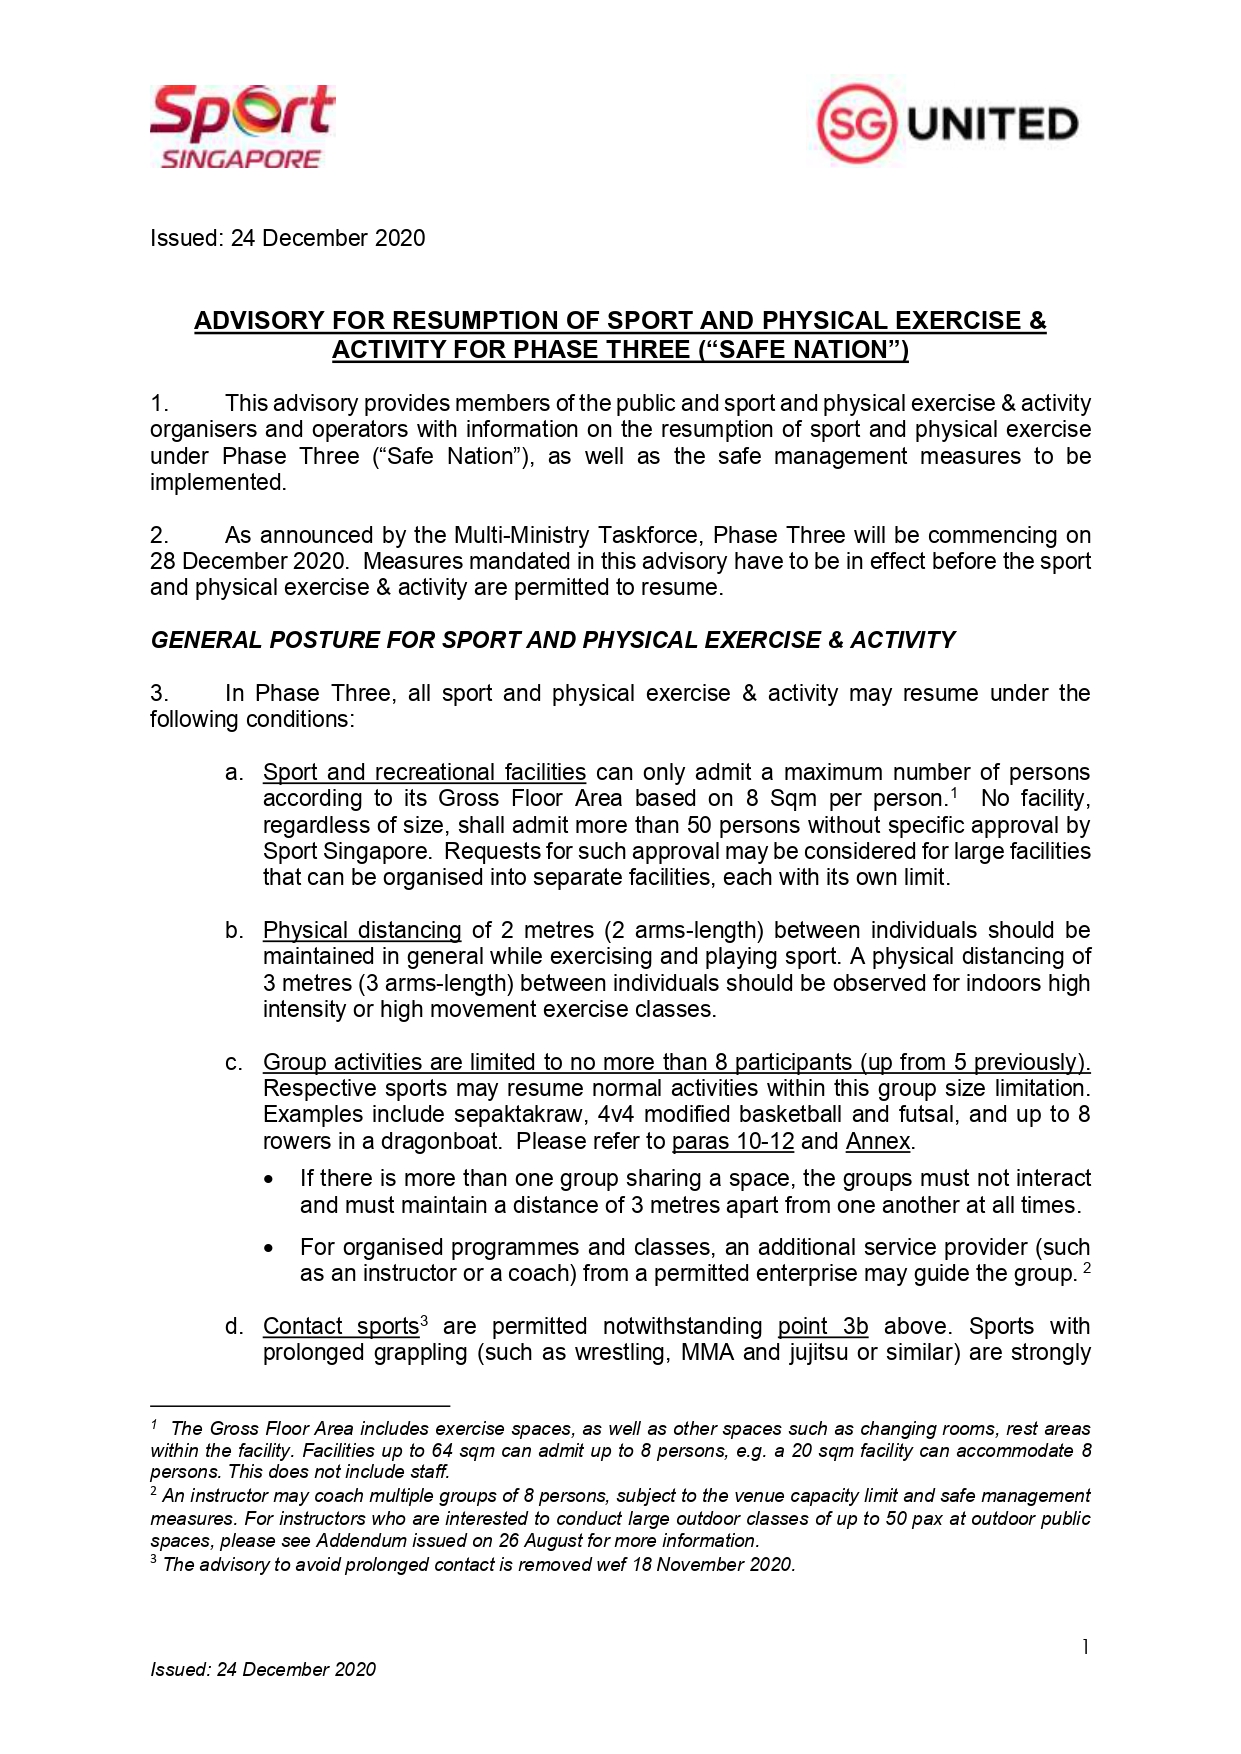 Sport
SINGAPORE
SG UNITED
Issued: 24 December 2020
ADVISORY FOR RESUMPTION OF SPORT AND PHYSICAL EXERCISE &
ACTIVITY FOR PHASE THREE (“SAFE NATION”)
1. This advisory provides members of the public and sport and physical exercise & activity
organisers and operators with information on the resumption of sport and physical exercise
under Phase Three (“Safe Nation”), as well as the safe management measures to be
implemented.
2. As announced by the Multi-Ministry Taskforce, Phase Three will be commencing on
28 December 2020. Measures mandated in this advisory have to be in effect before the sport
and physical exercise & activity are permitted to resume.
GENERAL POSTURE FOR SPORT AND PHYSICAL EXERCISE & ACTIVITY
3. In Phase Three, all sport and physical exercise & activity may resume under the
following conditions:
a. Sport and recreational facilities can only admit a maximum number of persons
according to its Gross Floor Area based on 8 Sqm per person.1 No facility,
regardless of size, shall admit more than 50 persons without specific approval by
Sport Singapore. Requests for such approval may be considered for large facilities
that can be organised into separate facilities, each with its own limit.
b. Physical distancing of 2 metres (2 arms-length) between individuals should be
maintained in general while exercising and playing sport. A physical distancing of
3 metres (3 arms-length) between individuals should be observed for indoors high
intensity or high movement exercise classes.
c. Group activities are limited to no more than 8 participants (up from 5 previously).
Respective sports may resume normal activities within this group size limitation.
Examples include sepaktakraw, 4v4 modified basketball and futsal, and up to 8
rowers in a dragonboat. Please refer to paras 10-12 and Annex.
• If there is more than one group sharing a space, the groups must not interact
and must maintain a distance of 3 metres apart from one another at all times.
• For organised programmes and classes, an additional service provider (such
as an instructor or a coach) from a permitted enterprise may guide the group. 2
d. Contact sports3 are permitted notwithstanding point 3b above. Sports with
prolonged grappling (such as wrestling, MMA and jujitsu or similar) are strongly
1 The Gross Floor Area includes exercise spaces, as well as other spaces such as changing rooms, rest areas
within the facility. Facilities up to 64 sqm can admit up to 8 persons, e.g. a 20 sqm facility can accommodate 8
persons. This does not include staff.
2 An instructor may coach multiple groups of 8 persons, subject to the venue capacity limit and safe management
measures. For instructors who are interested to conduct large outdoor classes of up to 50 pax at outdoor public
spaces, please see Addendum issued on 26 August for more information.
3 The advisory to avoid prolonged contact is removed wef 18 November 2020.
1
Issued: 24 December 2020